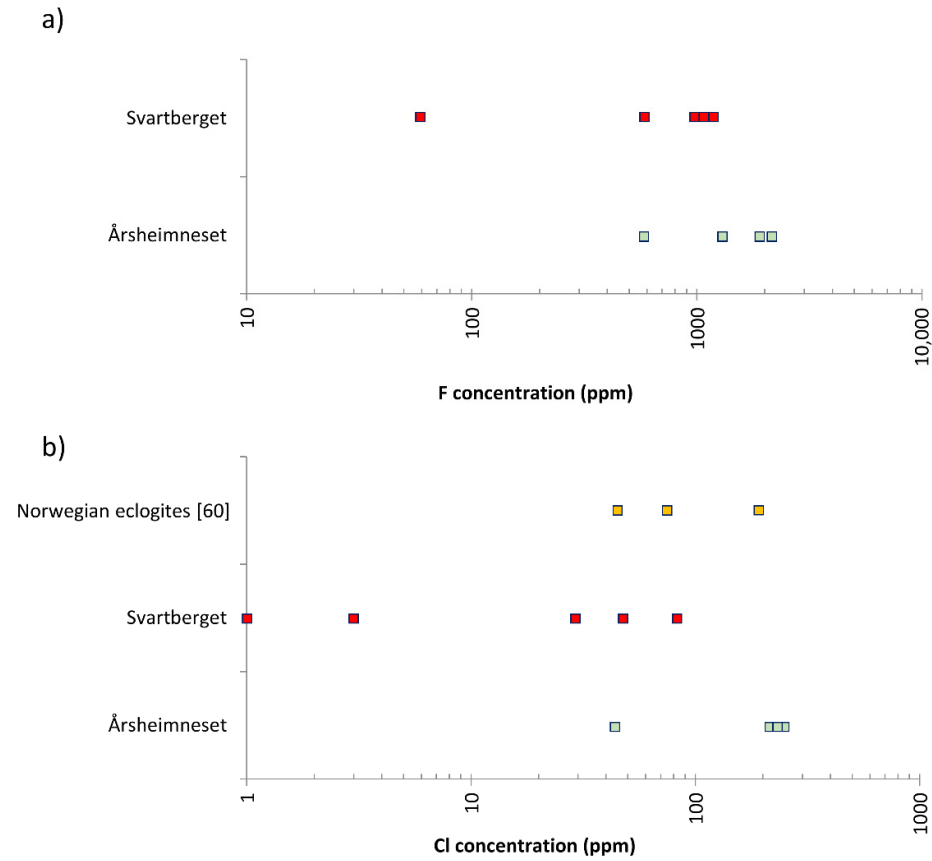 a)
Svartberget
Årsheimneset
10
100
1000
10,000
F concentration (ppm)
b)
Norwegian eclogites [60]
Svartberget
Årsheimneset
1
10
100
1000
Cl concentration (ppm)